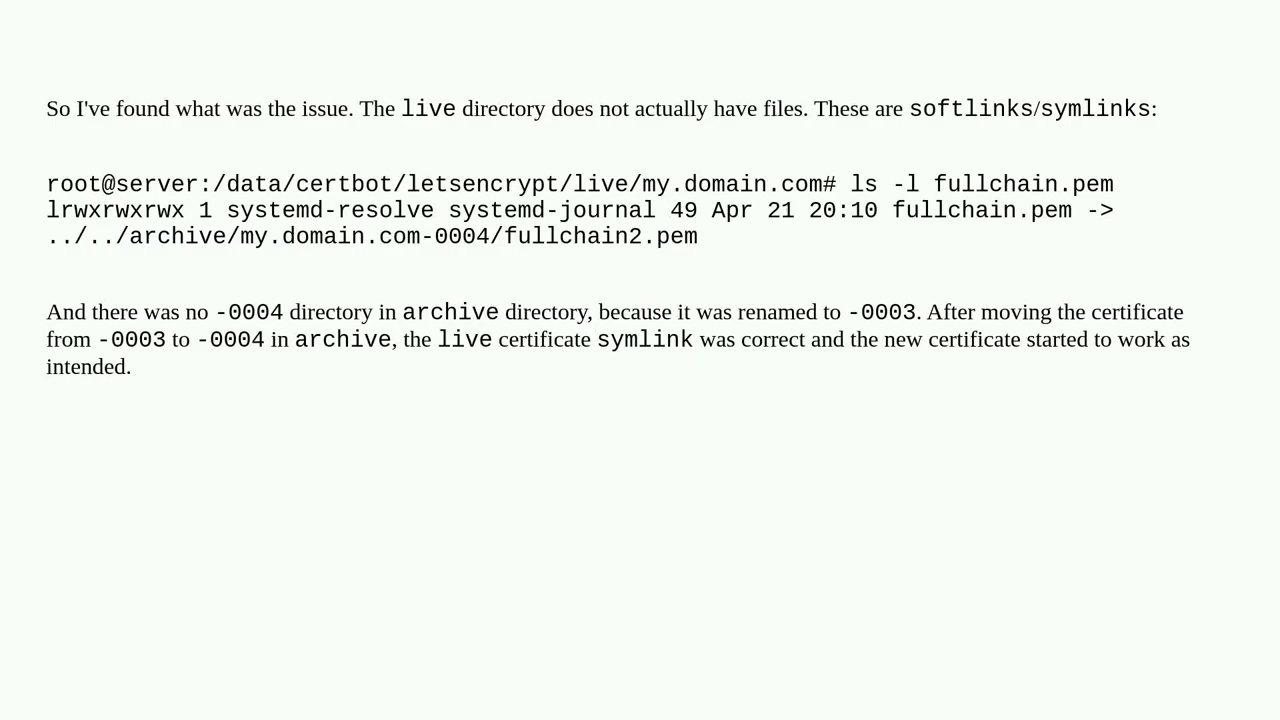 So I've found what was the issue. The live directory does not actually have files. These are softlinks/symlinks:
root@server:/data/certbot/letsencrypt/live/my.domain.com# ls -l fullchain.pem
lrwxrwxrwx 1 systemd-resolve systemd-journal 49 Apr 21 20:10 fullchain.pem ->
../../archive/my.domain.com-0004/fullchain2.pem
And there was no -0004 directory in archive directory, because it was renamed to -0003. After moving the certificate
from -0003 to -0004 in archive, the live certificate symlink was correct and the new certificate started to work as
intended.